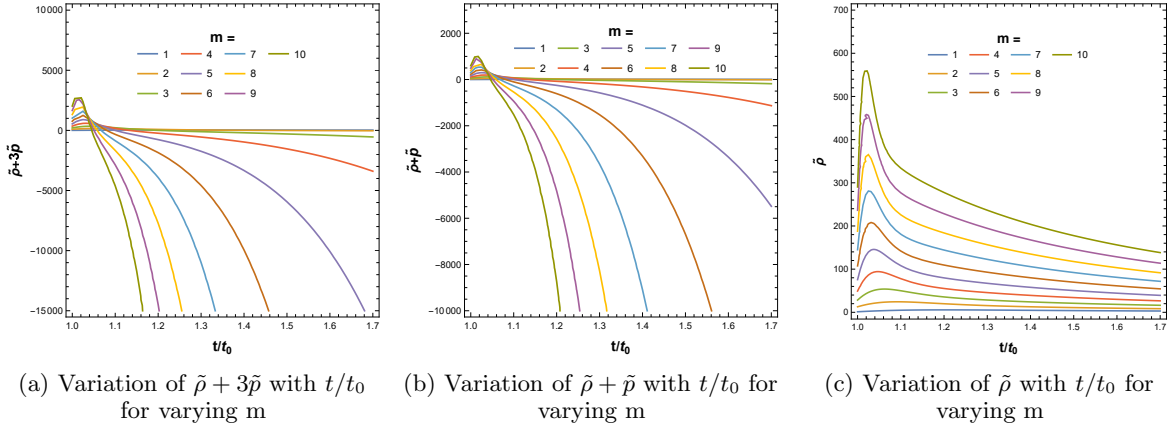 10000
5000
0
-5000
-10000
-15000
ρ̃+3p̃
m =
1 4 7 10
2 5 8
3 6 9
1.0 1.1 1.2 1.3 1.4 1.5 1.6 1.7
t/t₀
(a) Variation of ρ̃ + 3p̃ with t/t₀
for varying m
2000
0
-2000
-4000
-6000
-8000
-10000
ρ̃+p̃
m =
1 3 5 7 9
2 4 6 8 10
1.0 1.1 1.2 1.3 1.4 1.5 1.6 1.7
t/t₀
(b) Variation of ρ̃ + p̃ with t/t₀ for
varying m
700
600
500
400
300
200
100
0
ρ̃
m =
1 4 7 10
2 5 8
3 6 9
1.0 1.1 1.2 1.3 1.4 1.5 1.6 1.7
t/t₀
(c) Variation of ρ̃ with t/t₀ for
varying m